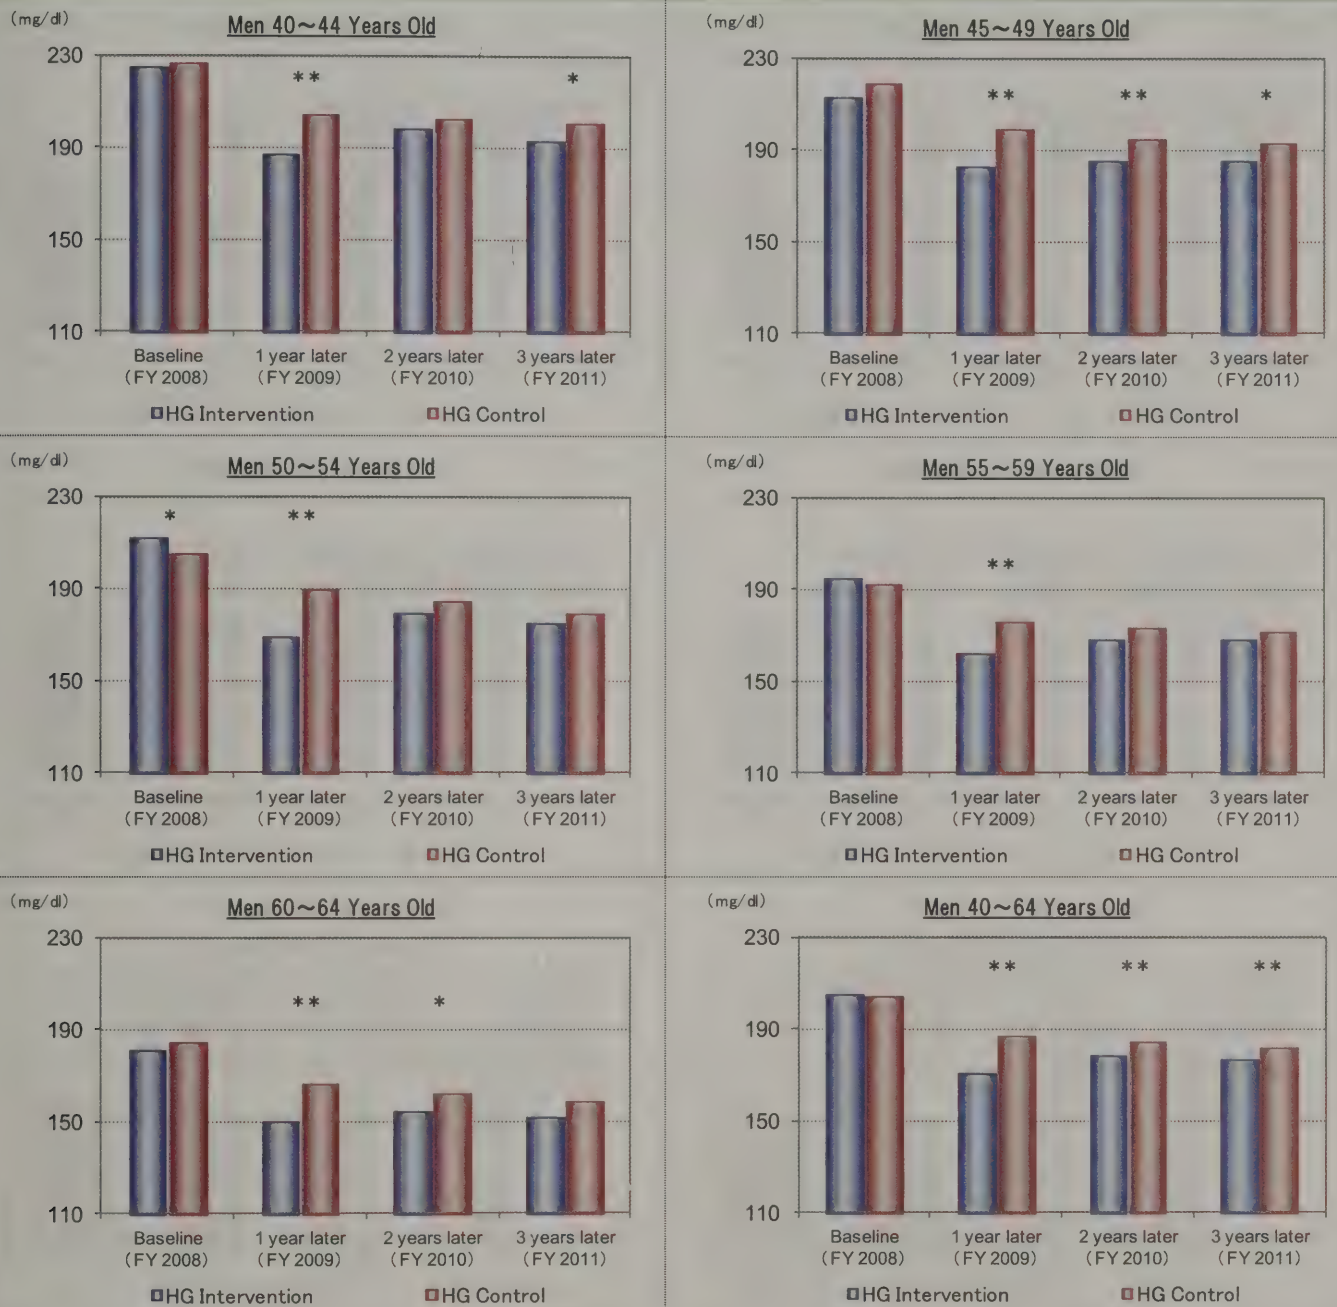 (mg/dl)
Men 40～44 Years Old
230
**
*
190
150
110
Baseline 1 year later 2 years later 3 years later
(FY 2008) (FY 2009) (FY 2010) (FY 2011)
HG Intervention HG Control
(mg/dl)
Men 45～49 Years Old
230
** ** *
190
150
110
Baseline 1 year later 2 years later 3 years later
(FY 2008) (FY 2009) (FY 2010) (FY 2011)
HG Intervention HG Control
(mg/dl)
Men 50～54 Years Old
230
* **
190
150
110
Baseline 1 year later 2 years later 3 years later
(FY 2008) (FY 2009) (FY 2010) (FY 2011)
HG Intervention HG Control
(mg/dl)
Men 55～59 Years Old
230
**
190
150
110
Baseline 1 year later 2 years later 3 years later
(FY 2008) (FY 2009) (FY 2010) (FY 2011)
HG Intervention HG Control
(mg/dl)
Men 60～64 Years Old
230
** *
190
150
110
Baseline 1 year later 2 years later 3 years later
(FY 2008) (FY 2009) (FY 2010) (FY 2011)
HG Intervention HG Control
(mg/dl)
Men 40～64 Years Old
230
** ** **
190
150
110
Baseline 1 year later 2 years later 3 years later
(FY 2008) (FY 2009) (FY 2010) (FY 2011)
HG Intervention HG Control